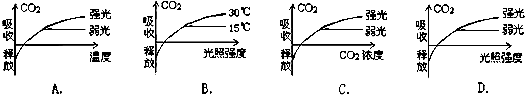 CO2
吸收
释放
强光
弱光
温度
A.
CO2
吸收
释放
30℃
15℃
光照强度
B.
CO2
吸收
释放
强光
弱光
CO2浓度
C.
CO2
吸收
释放
强光
弱光
光照强度
D.